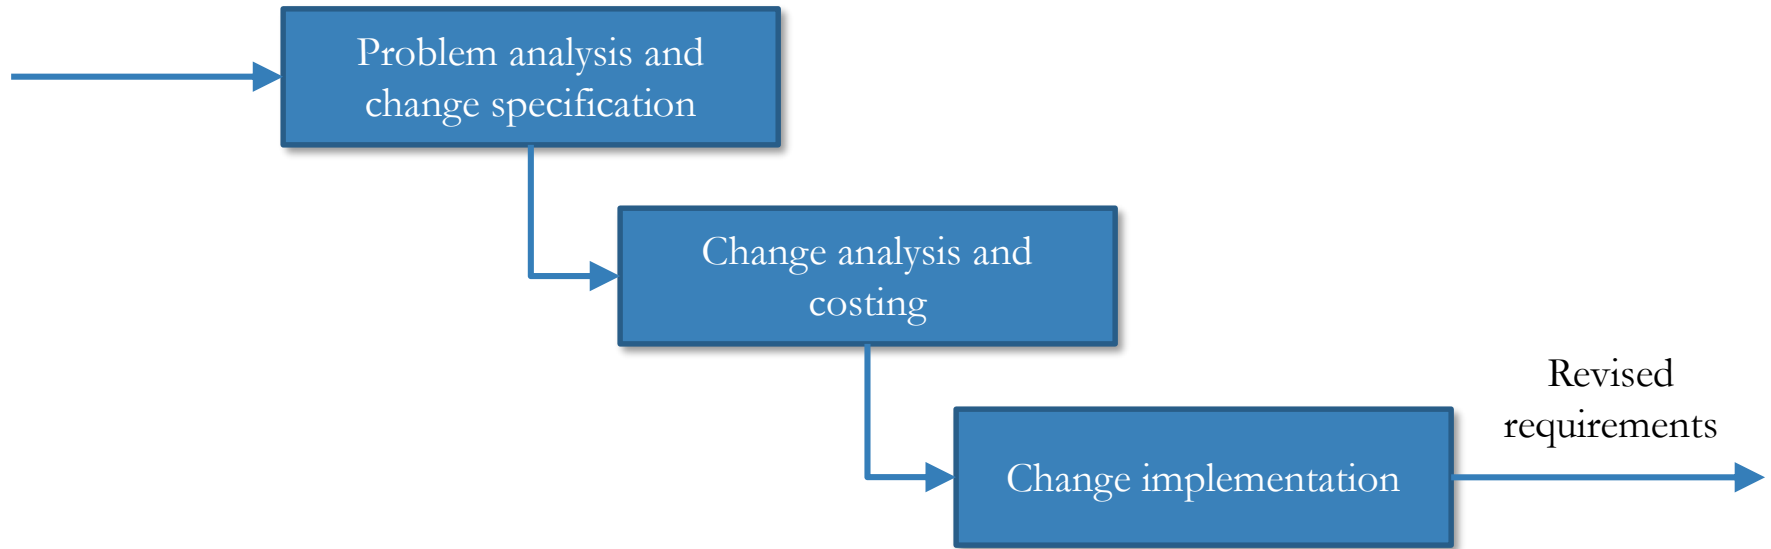 Problem analysis and
change specification
Change analysis and
costing
Revised
requirements
Change implementation